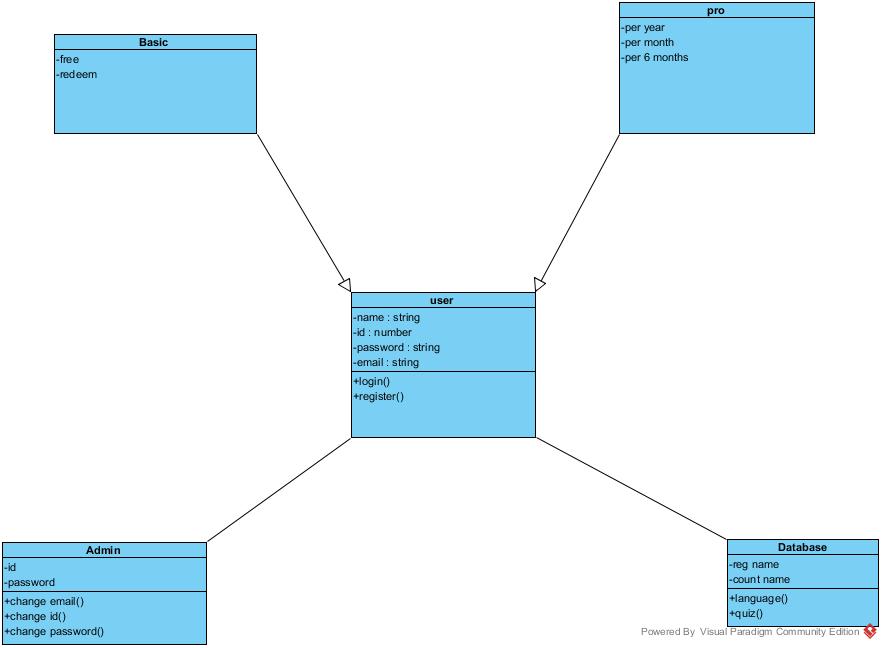 Basic
-free
-redeem
pro
-per year
-per month
-per 6 months
user
-name : string
-id : number
-password : string
-email : string
+login()
+register()
Admin
-id
-password
+change email()
+change id()
+change password()
Database
-reg name
-count name
+language()
+quiz()
Powered By Visual Paradigm Community Edition